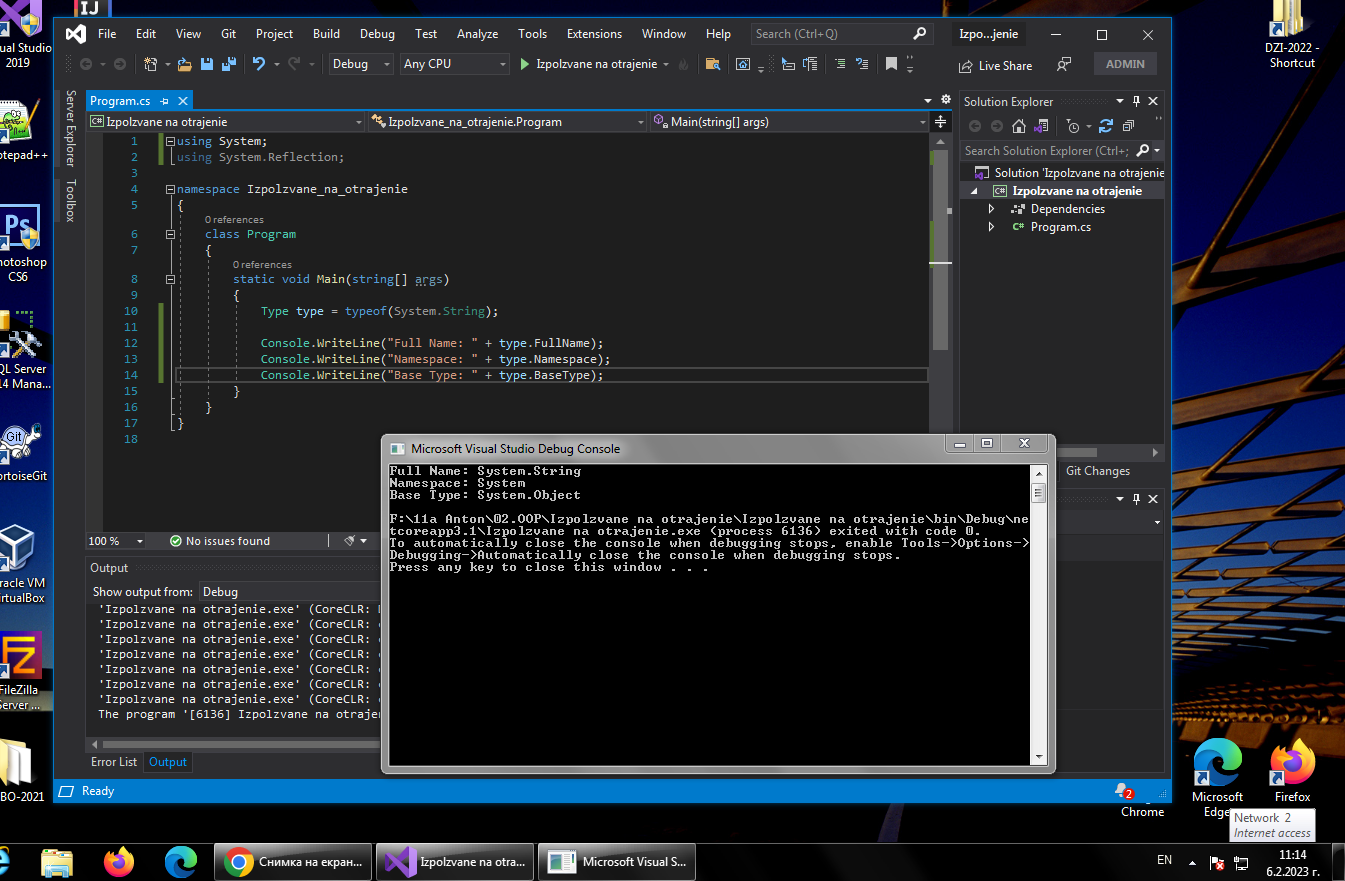 IJ
ual Studio
2019
otepad++
Ps
hotoshop
CS6
QL Server
14 Mana...
Git
ortoiseGit
racle VM
irtualBox
FZ
FileZilla
Server ...
BO-2021
DZI-2022 -
Shortcut
File Edit View Git Project Build Debug Test Analyze Tools Extensions Window Help Search (Ctrl+Q) Izpo...jenie
Debug Any CPU Izpolzvane na otrajenie Live Share ADMIN
Server Explorer
Toolbox
Program.cs
C# Izpolzvane na otrajenie Izpolzvane_na_otrajenie.Program Main(string[] args)
1 using System;
2 using System.Reflection;
3
4 namespace Izpolzvane_na_otrajenie
5 {
0 references
6 class Program
7 {
0 references
8 static void Main(string[] args)
9 {
10 Type type = typeof(System.String);
11
12 Console.WriteLine("Full Name: " + type.FullName);
13 Console.WriteLine("Namespace: " + type.Namespace);
14 Console.WriteLine("Base Type: " + type.BaseType);
15 }
16 }
17 }
18
100 % No issues found
Solution Explorer
Search Solution Explorer (Ctrl+;
Solution 'Izpolzvane na otrajenie
C# Izpolzvane na otrajenie
Dependencies
C# Program.cs
Git Changes
Output
Show output from: Debug
'Izpolzvane na otrajenie.exe' (CoreCLR:
'Izpolzvane na otrajenie.exe' (CoreCLR:
'Izpolzvane na otrajenie.exe' (CoreCLR:
'Izpolzvane na otrajenie.exe' (CoreCLR:
'Izpolzvane na otrajenie.exe' (CoreCLR:
'Izpolzvane na otrajenie.exe' (CoreCLR:
'Izpolzvane na otrajenie.exe' (CoreCLR:
The program '[6136] Izpolzvane na otraje
Error List Output
Microsoft Visual Studio Debug Console
Full Name: System.String
Namespace: System
Base Type: System.Object
F:\11a Anton\02.OOP\Izpolzvane na otrajenie\Izpolzvane na otrajenie\bin\Debug\ne
tcoreapp3.1\Izpolzvane na otrajenie.exe (process 6136) exited with code 0.
To automatically close the console when debugging stops, enable Tools->Options->
Debugging->Automatically close the console when debugging stops.
Press any key to close this window . . .
Ready 2
Chrome
Microsoft
Edge
Firefox
Network 2
Internet access
Снимка на екран...
Izpolzvane na otra...
Microsoft Visual S...
EN
11:14
6.2.2023 г.